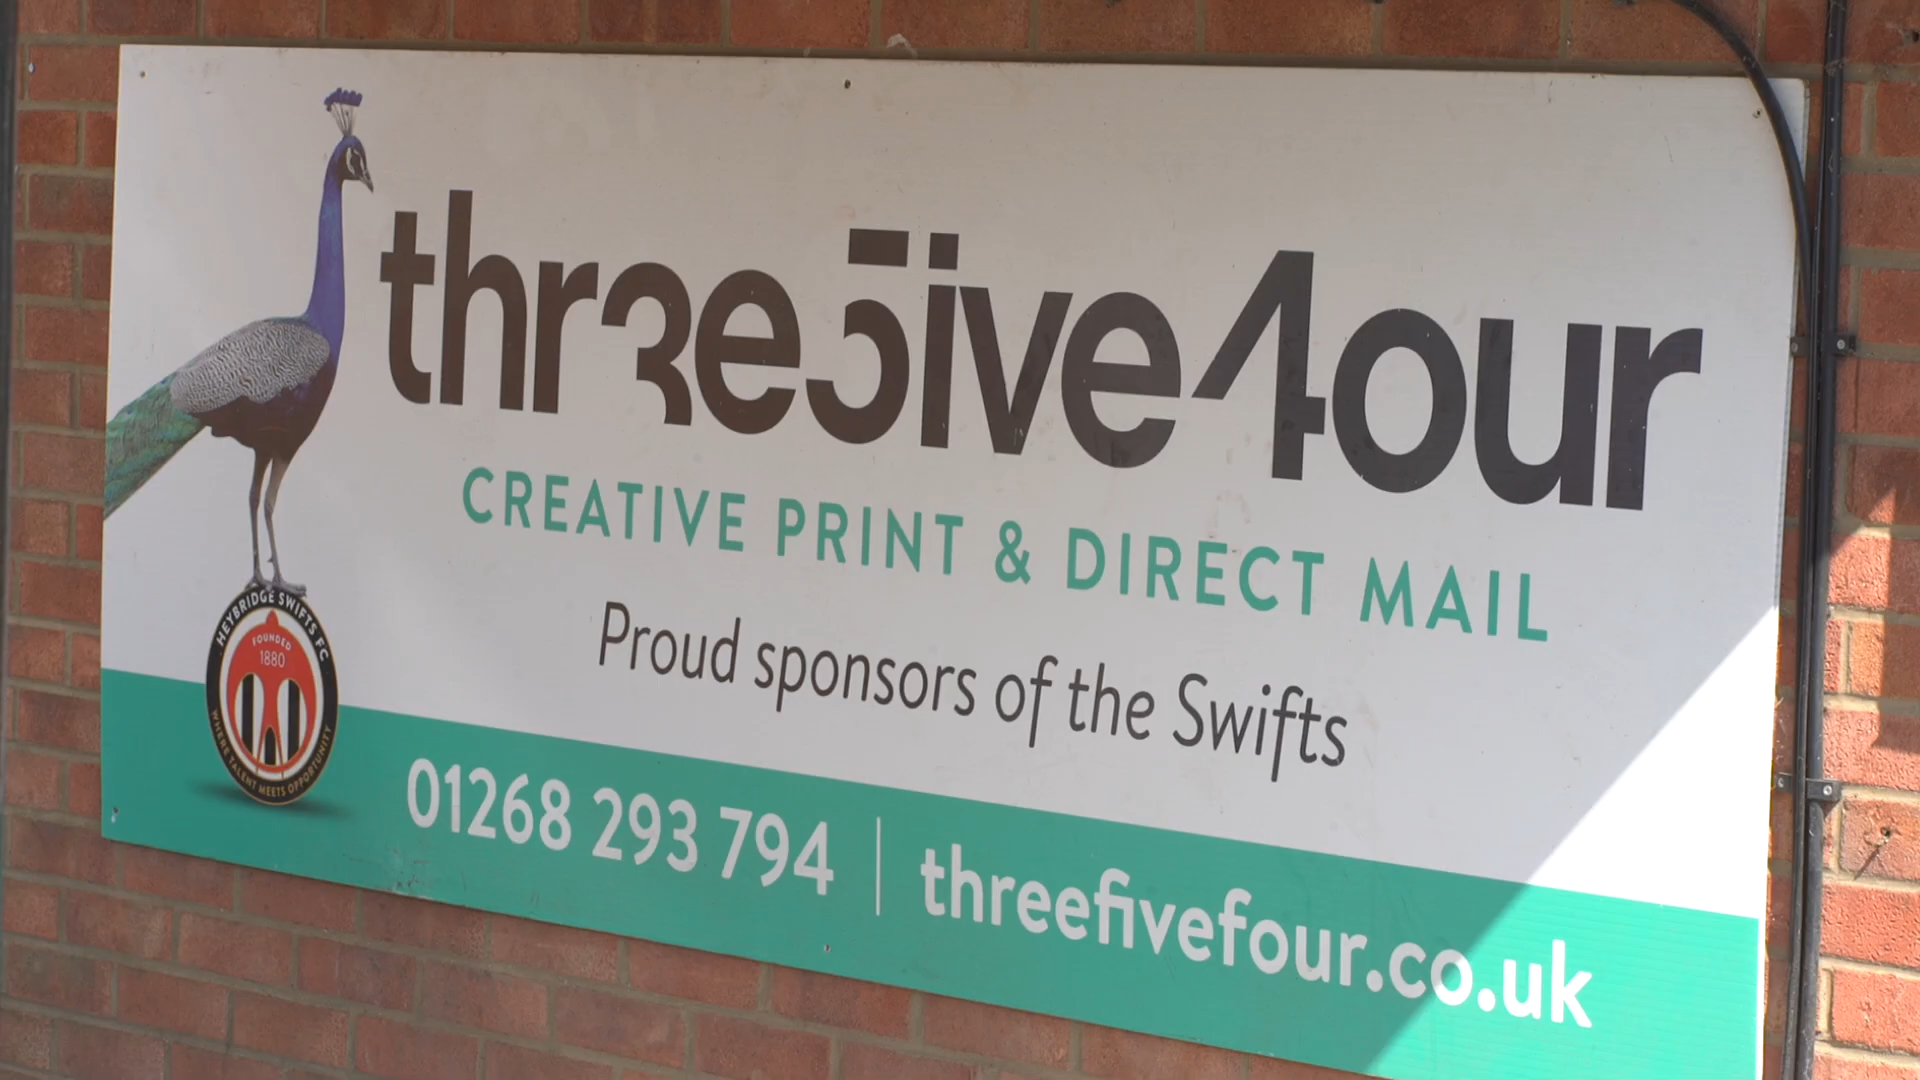 thr3e5ive4our
CREATIVE PRINT & DIRECT MAIL
Proud sponsors of the Swifts
HEYBRIDGE SWIFTS FC
FOUNDED
1880
WHERE TALENT MEETS OPPORTUNITY
01268 293 794 | threefivefour.co.uk